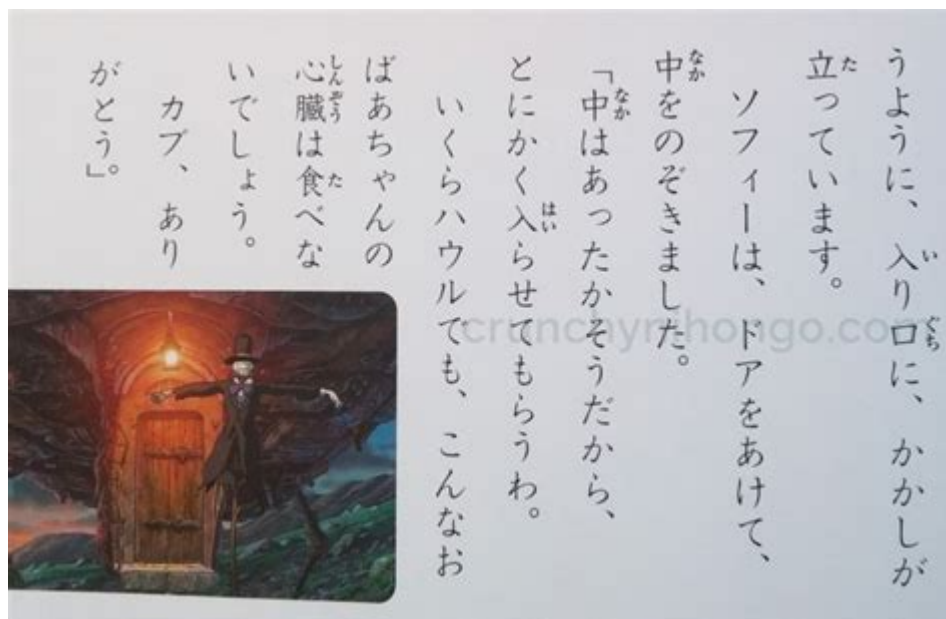 うように、入り口に、かかしが
立っています。
ソフィーは、ドアをあけて、
中をのぞきました。
「中はあったかそうだから、
とにかく入らせてもらうわ。
いくらハウルでも、こんなお
ばあちゃんの
心臓は食べな
いでしょう。
カブ、あり
がとう」。
crunchynihongo.com